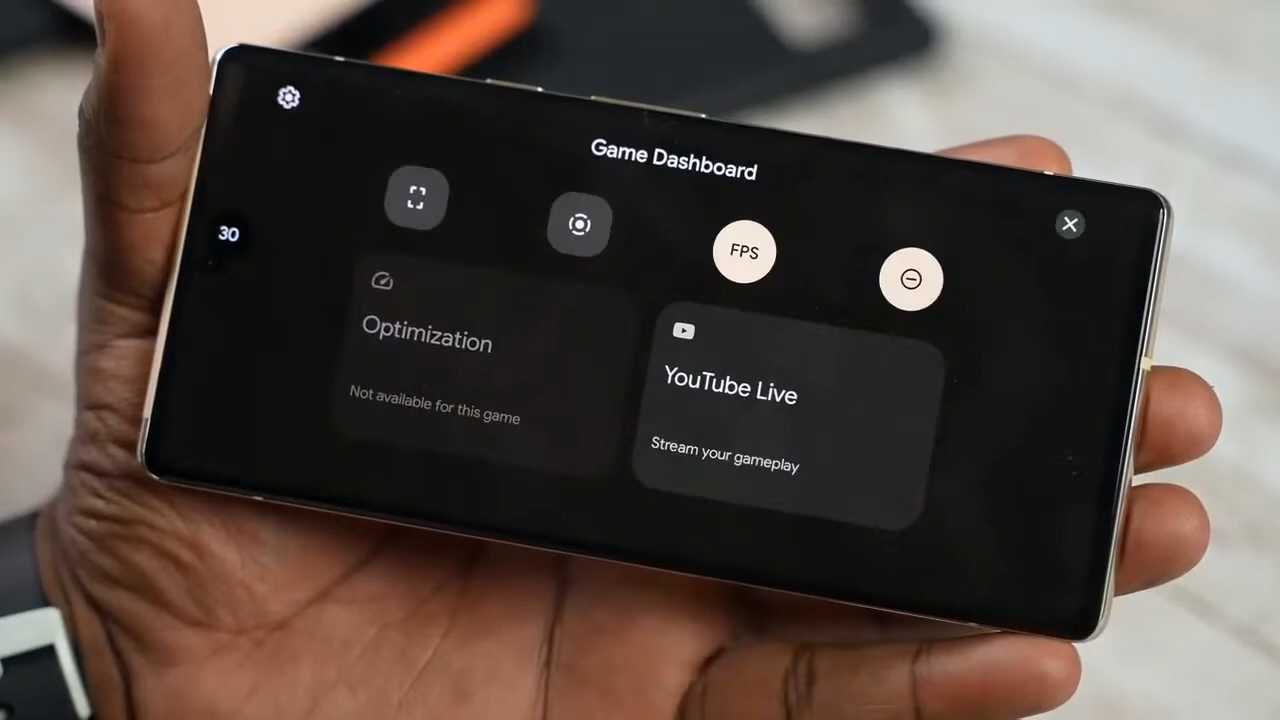 Game Dashboard
30
FPS
Optimization
Not available for this game
YouTube Live
Stream your gameplay